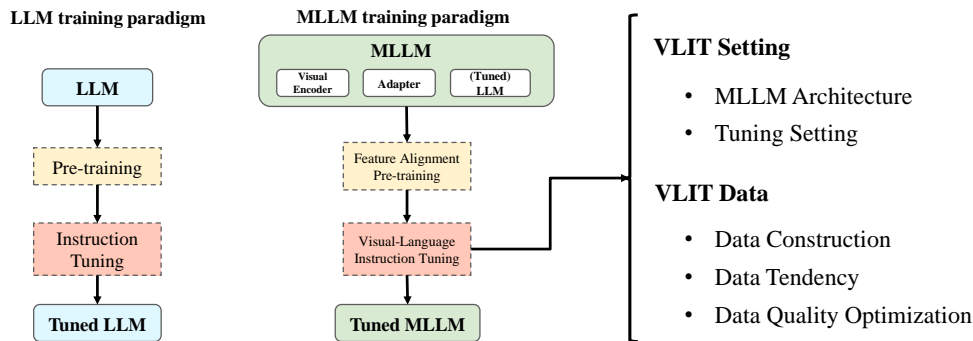 LLM training paradigm
LLM
Pre-training
Instruction
Tuning
Tuned LLM
MLLM training paradigm
MLLM
Visual
Encoder
Adapter
(Tuned)
LLM
Feature Alignment
Pre-training
Visual-Language
Instruction Tuning
Tuned MLLM
VLIT Setting
• MLLM Architecture
• Tuning Setting
VLIT Data
• Data Construction
• Data Tendency
• Data Quality Optimization